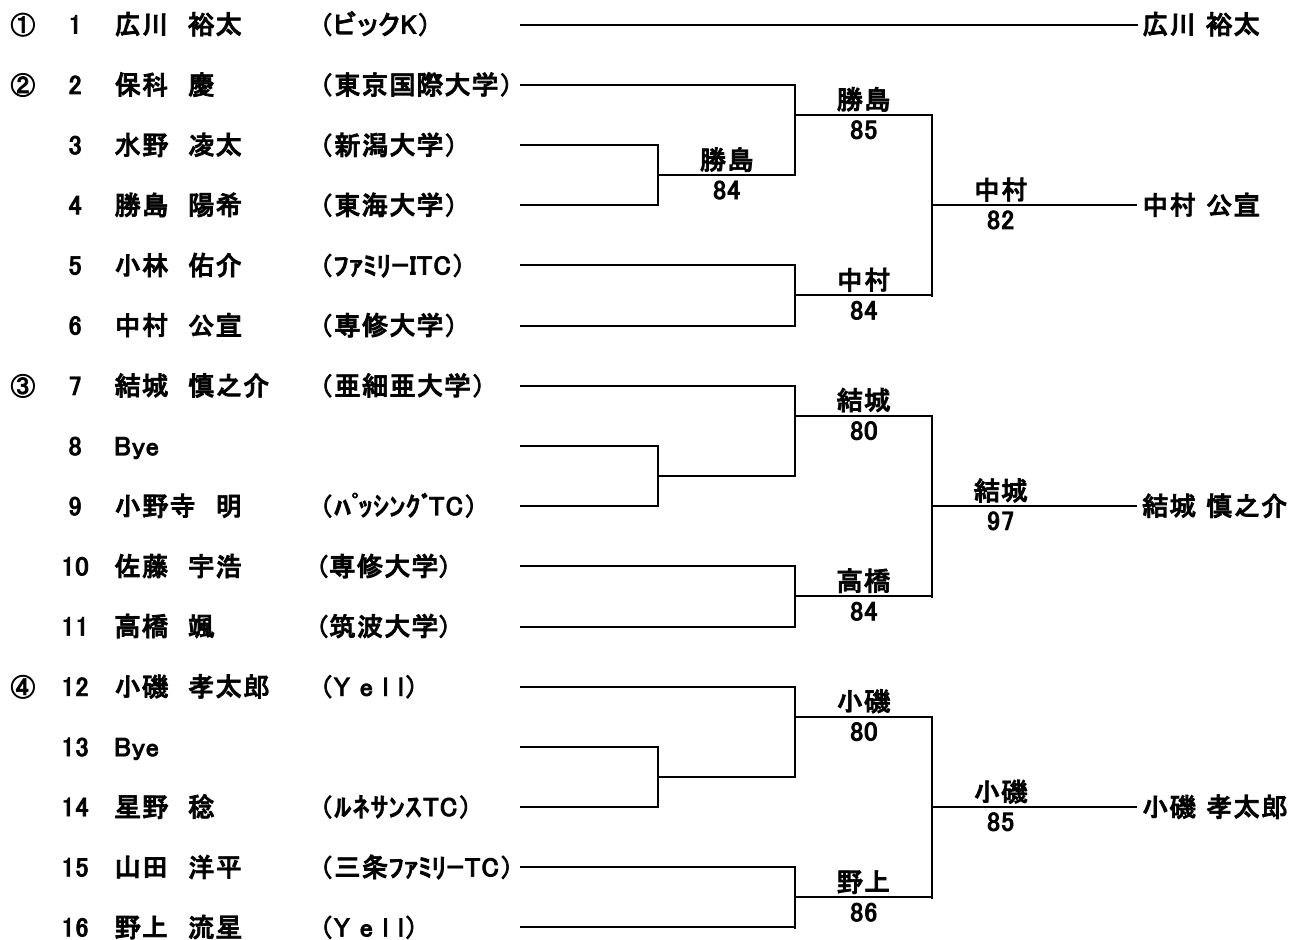 ① 1 広川 裕太 (ビックK) 広川 裕太
② 2 保科 慶 (東京国際大学)
勝島
85
3 水野 凌太 (新潟大学)
勝島
84
中村
82
4 勝島 陽希 (東海大学) 中村 公宣
5 小林 佑介 (ファミリーITC)
中村
84
6 中村 公宣 (専修大学)
③ 7 結城 慎之介 (亜細亜大学)
結城
80
8 Bye
結城
97
9 小野寺 明 (パッシングTC) 結城 慎之介
10 佐藤 宇浩 (専修大学)
高橋
84
11 高橋 颯 (筑波大学)
④ 12 小磯 孝太郎 (Yell)
小磯
80
13 Bye
小磯
85
14 星野 稔 (ルネサンスTC) 小磯 孝太郎
15 山田 洋平 (三条ファミリーTC)
野上
86
16 野上 流星 (Yell)